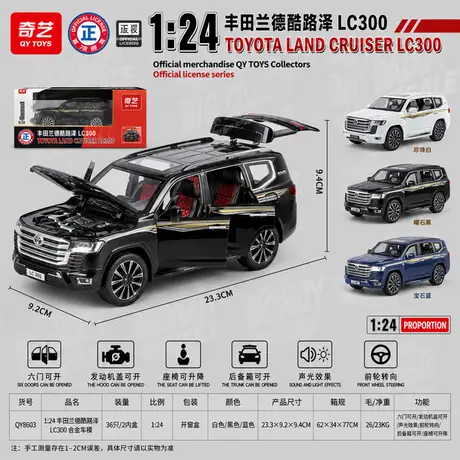 奇艺
QY TOYS
正
OFFICIAL LICENSED
正版
OFFICIAL LICENSED
1:24
丰田兰德酷路泽 LC300
TOYOTA LAND CRUISER LC300
Official merchandise QY TOYS Collectors
Official license series
奇艺
丰田兰德酷路泽 LC300
TOYOTA LAND CRUISER LC300
LC 300
9.4CM
23.3CM
9.2CM
珍珠白
曜石黑
宝石蓝
1:24 PROPORTION
六门可开
SIX DOORS CAN BE OPENED
发动机盖可开
THE HOOD CAN BE OPENED
座椅可升降
THE SEAT CAN BE LIFTED
后备箱可开
THE TRUNK CAN BE OPENED
声光效果
SOUND AND LIGHT EFFECTS
前轮转向
FRONT WHEEL STEERING
货号 品名 装量 比例 包装 颜色 产品规格 箱规 毛/净重 功能
QY8603 1:24 丰田兰德酷路泽 LC300 合金车模 36只/2内盒 1:24 开窗盒 白色/黑色/蓝色 23.3×9.2×9.4CM 62×34×77CM 26/23KG 六门可开/发动机盖可开/声光效果/前轮转向/后备箱可开/座椅可升降
注：手工测量存在1~2CM误差，具体尺寸请以实物为准